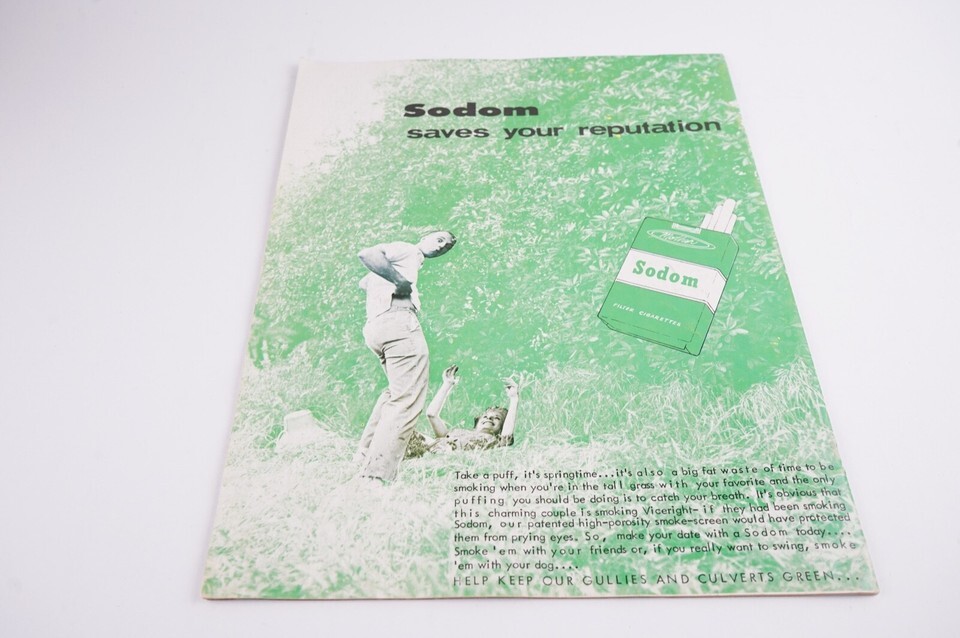 Sodom
saves your reputation
Sodom
FILTER CIGARETTES
Take a puff, it's springtime...it's also a big fat waste of time to be
smoking when you're in the tall grass with your favorite and the only
puffing you should be doing is to catch your breath. It's obvious that
this charming couple is smoking Viceright- if they had been smoking
Sodom, our patented high-porosity smoke-screen would have protected
them from prying eyes. So, make your date with a Sodom today....
Smoke 'em with your friends or, if you really want to swing, smoke
'em with your dog....
HELP KEEP OUR GULLIES AND CULVERTS GREEN...